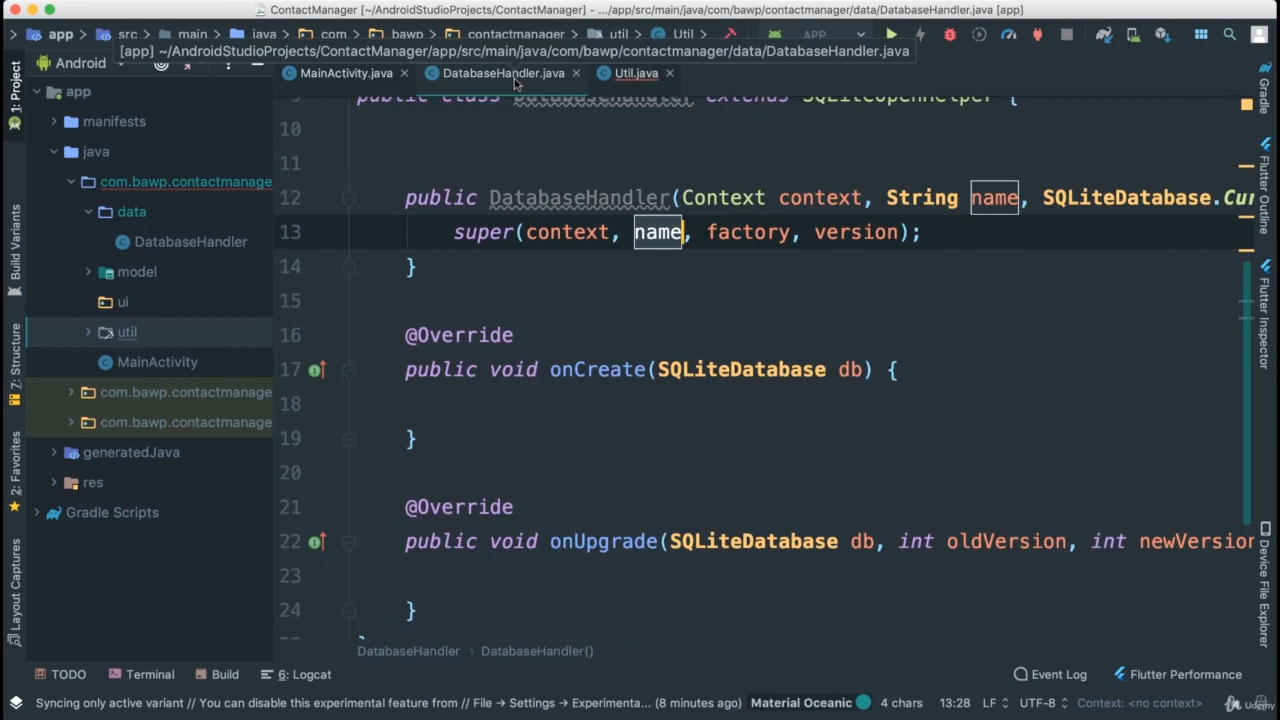 ContactManager [~/AndroidStudioProjects/ContactManager] - .../app/src/main/java/com/bawp/contactmanager/data/DatabaseHandler.java [app]
app src main java com bawp contactmanager util Util APP
[app] ~/AndroidStudioProjects/ContactManager/app/src/main/java/com/bawp/contactmanager/data/DatabaseHandler.java
Android
MainActivity.java
DatabaseHandler.java
Util.java
1: Project
Build Variants
7: Structure
2: Favorites
Layout Captures
app
manifests
java
com.bawp.contactmanage
data
DatabaseHandler
model
ui
util
MainActivity
com.bawp.contactmanage
com.bawp.contactmanage
generatedJava
res
Gradle Scripts
public class DatabaseHandler extends SQLiteOpenHelper {
10
11
12 public DatabaseHandler(Context context, String name, SQLiteDatabase.Cur
13 super(context, name, factory, version);
14 }
15
16 @Override
17 public void onCreate(SQLiteDatabase db) {
18
19 }
20
21 @Override
22 public void onUpgrade(SQLiteDatabase db, int oldVersion, int newVersion
23
24 }
DatabaseHandler
DatabaseHandler()
Gradle
Flutter Outline
Flutter Inspector
Device File Explorer
TODO
Terminal
Build
6: Logcat
Event Log
Flutter Performance
Syncing only active variant // You can disable this experimental feature from // File → Settings → Experimenta... (8 minutes ago)
Material Oceanic
4 chars
13:28
LF
UTF-8
Context: <no context>
Udemy